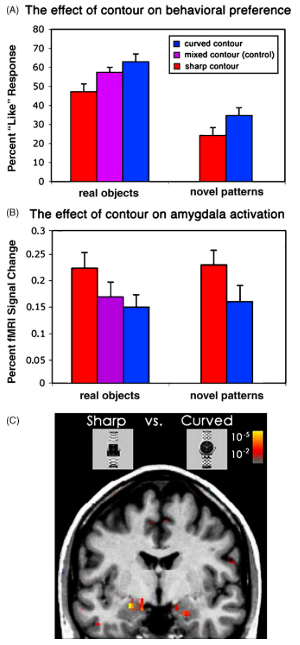 (A) The effect of contour on behavioral preference
Percent "Like" Response
80
70
60
50
40
30
20
10
0
curved contour
mixed contour (control)
sharp contour
real objects
novel patterns
(B) The effect of contour on amygdala activation
Percent fMRI Signal Change
0.3
0.25
0.2
0.15
0.1
0.05
0
real objects
novel patterns
(C)
Sharp vs. Curved
10-5
10-2